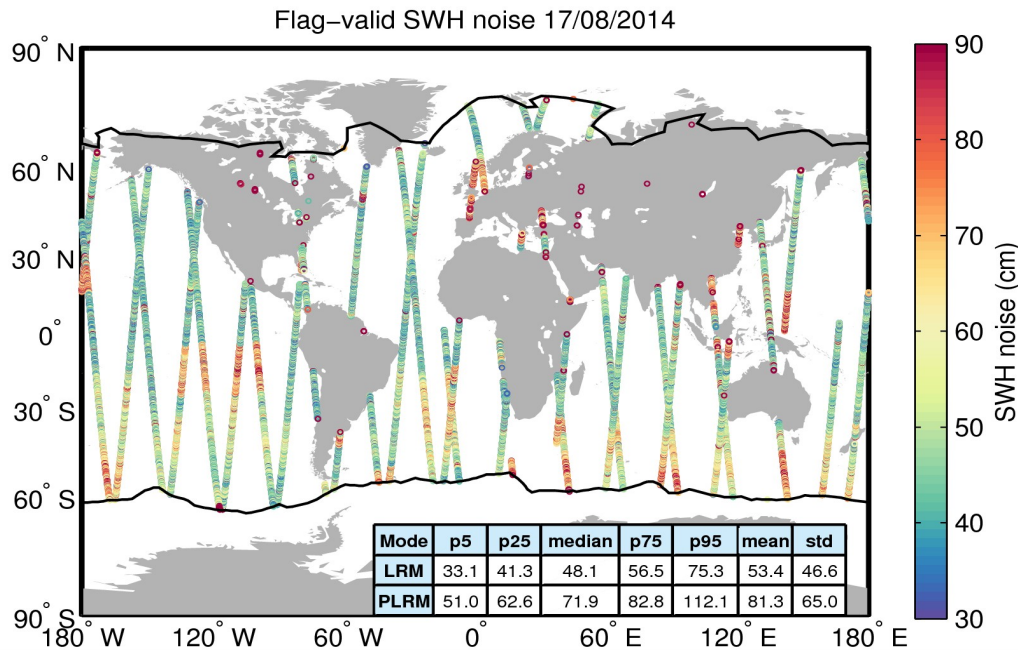 Flag−valid SWH noise 17/08/2014
90° N
60° N
30° N
0°
30° S
60° S
90° S
180° W
120° W
60° W
0°
60° E
120° E
180° E
Mode p5 p25 median p75 p95 mean std
LRM 33.1 41.3 48.1 56.5 75.3 53.4 46.6
PLRM 51.0 62.6 71.9 82.8 112.1 81.3 65.0
90
80
70
60
50
40
30
SWH noise (cm)